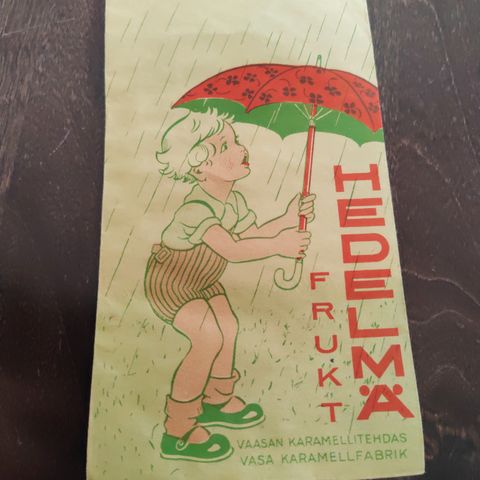 HEDELMÄ
FRUKT
VAASAN KARAMELLITEHDAS
VASA KARAMELLFABRIK